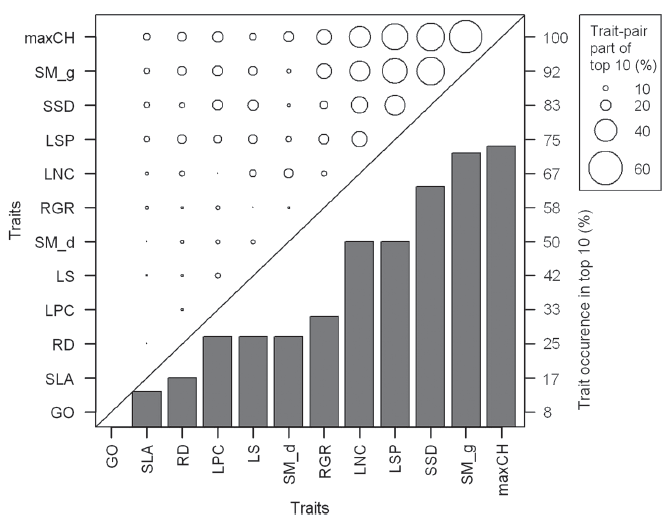 maxCH
SM_g
SSD
LSP
LNC
RGR
SM_d
LS
LPC
RD
SLA
GO
Traits
100
92
83
75
67
58
50
42
33
25
17
8
Trait occurence in top 10 (%)
Trait-pair
part of
top 10 (%)
10
20
40
60
GO
SLA
RD
LPC
LS
SM_d
RGR
LNC
LSP
SSD
SM_g
maxCH
Traits